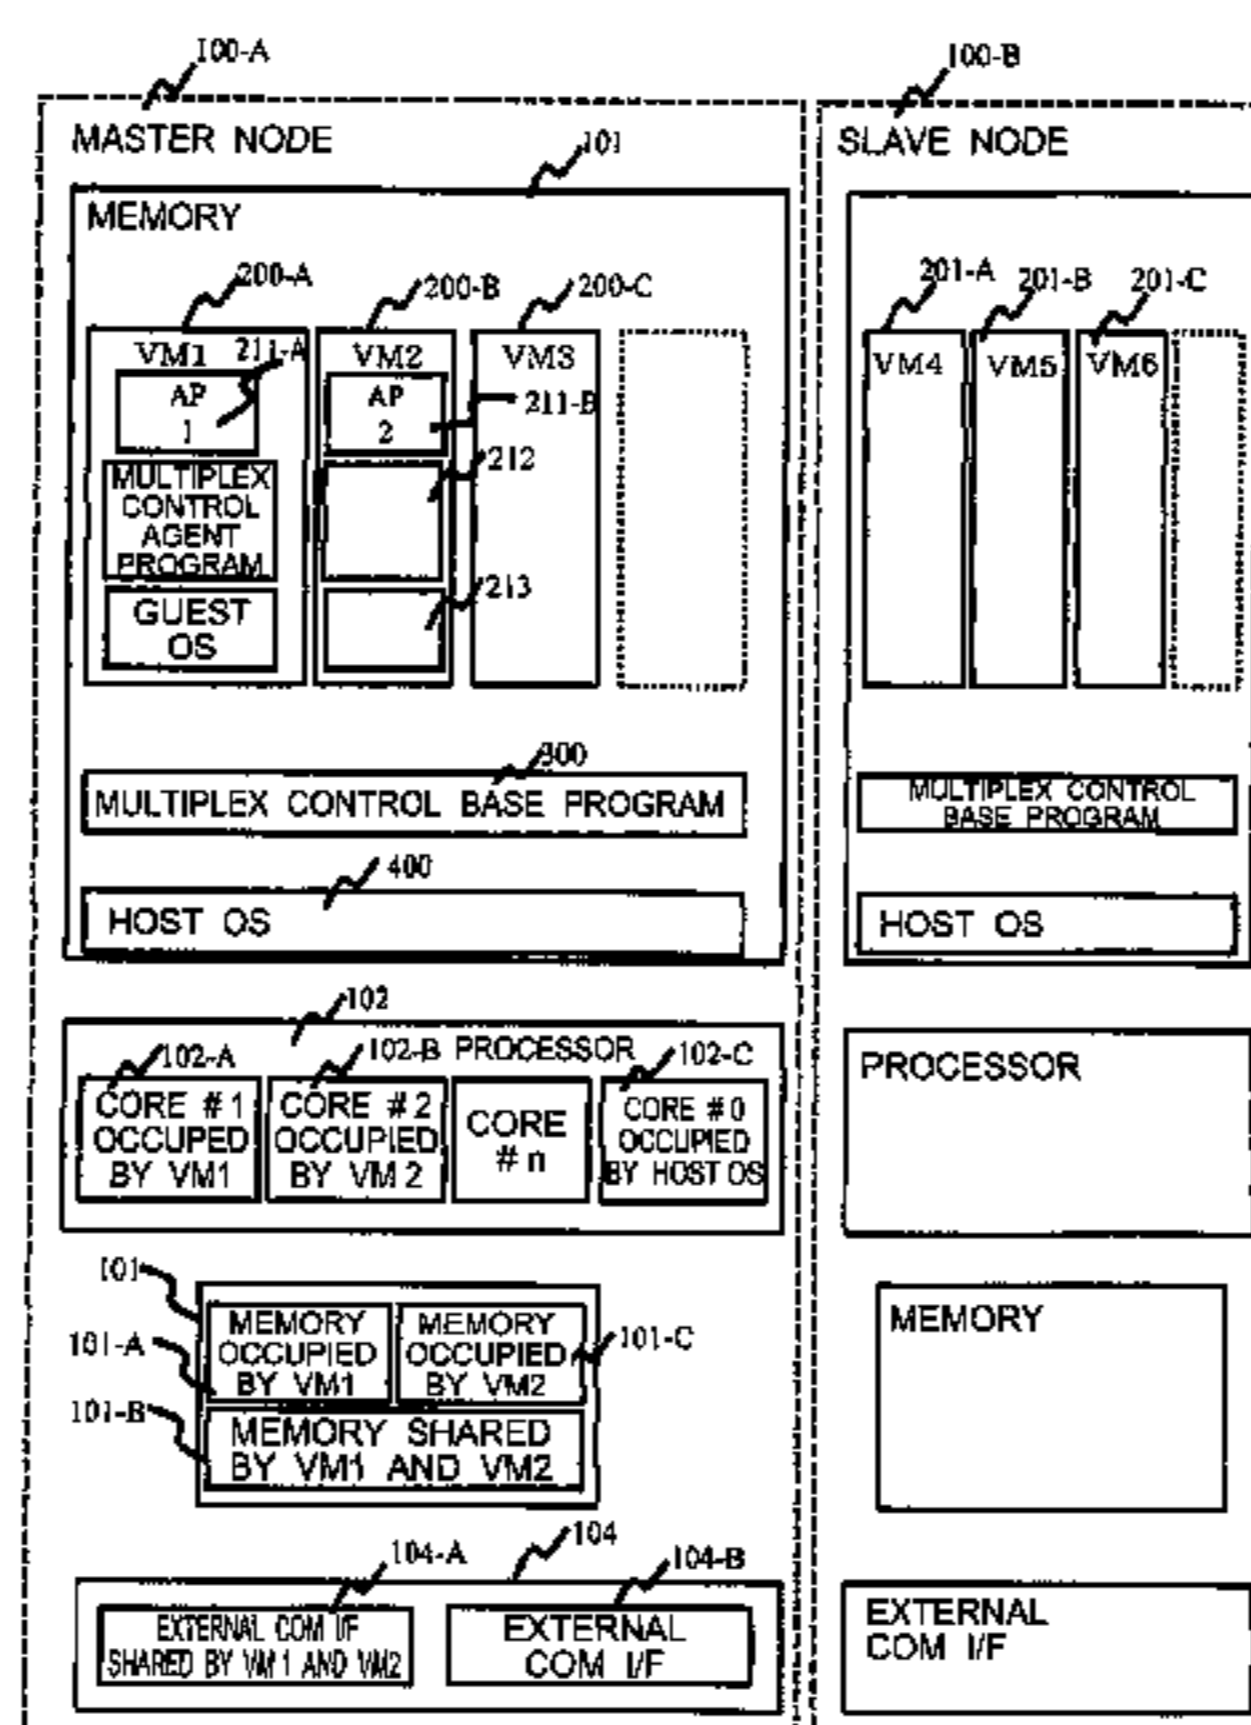 100-A
MASTER NODE
101
MEMORY
200-A
200-B
200-C
VM1
211-A
VM2
VM3
AP
1
AP
2
211-B
212
MULTIPLEX
CONTROL
AGENT
PROGRAM
213
GUEST
OS
300
MULTIPLEX CONTROL BASE PROGRAM
400
HOST OS
102
102-A
102-B
PROCESSOR
102-C
CORE #1
OCCUPED
BY VM1
CORE #2
OCCUPIED
BY VM2
CORE
#n
CORE #0
OCCUPIED
BY HOST OS
101
MEMORY
OCCUPIED
BY VM1
MEMORY
OCCUPIED
BY VM2
101-A
101-C
101-B
MEMORY SHARED
BY VM1 AND VM2
104
104-A
104-B
EXTERNAL COM I/F
SHARED BY VM1 AND VM2
EXTERNAL
COM I/F
100-B
SLAVE NODE
201-A
201-B
201-C
VM4
VM5
VM6
MULTIPLEX CONTROL
BASE PROGRAM
HOST OS
PROCESSOR
MEMORY
EXTERNAL
COM I/F